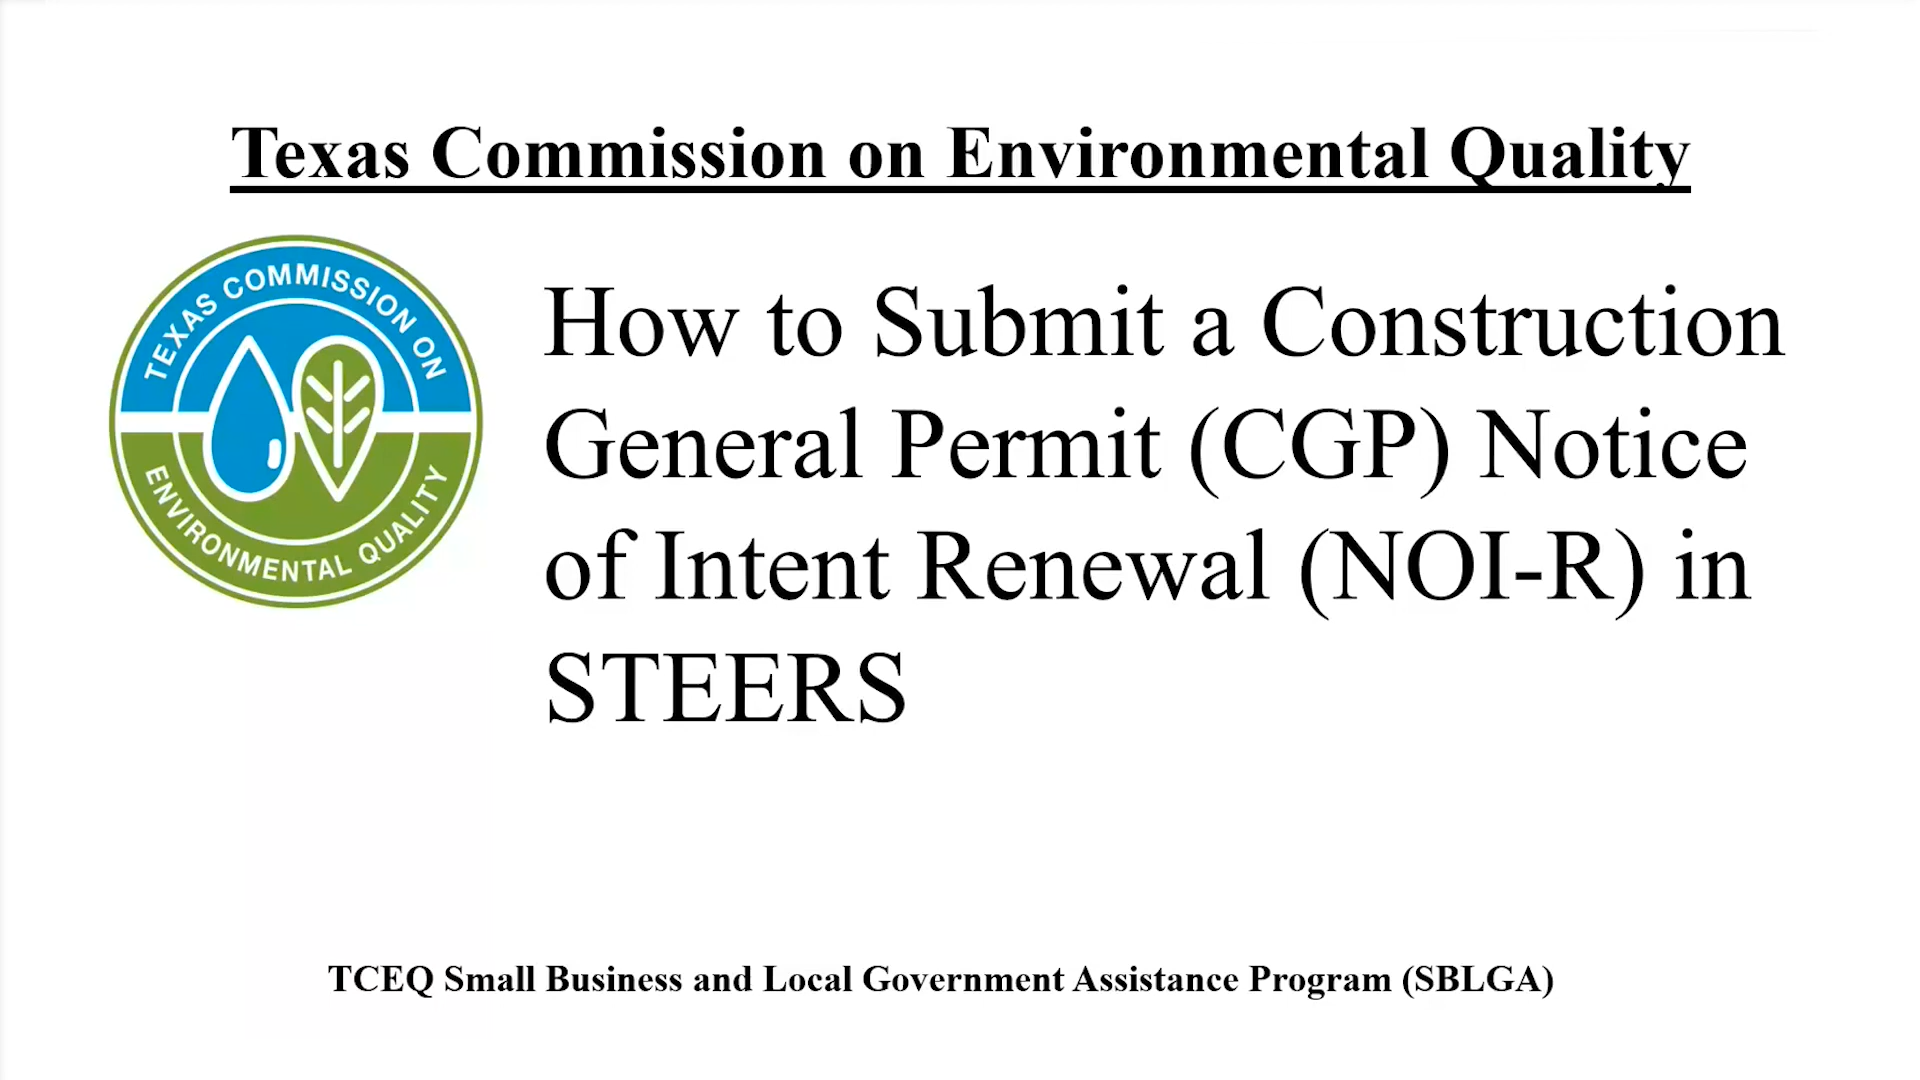 Texas Commission on Environmental Quality
TEXAS COMMISSION ON
ENVIRONMENTAL QUALITY
How to Submit a Construction
General Permit (CGP) Notice
of Intent Renewal (NOI-R) in
STEERS
TCEQ Small Business and Local Government Assistance Program (SBLGA)